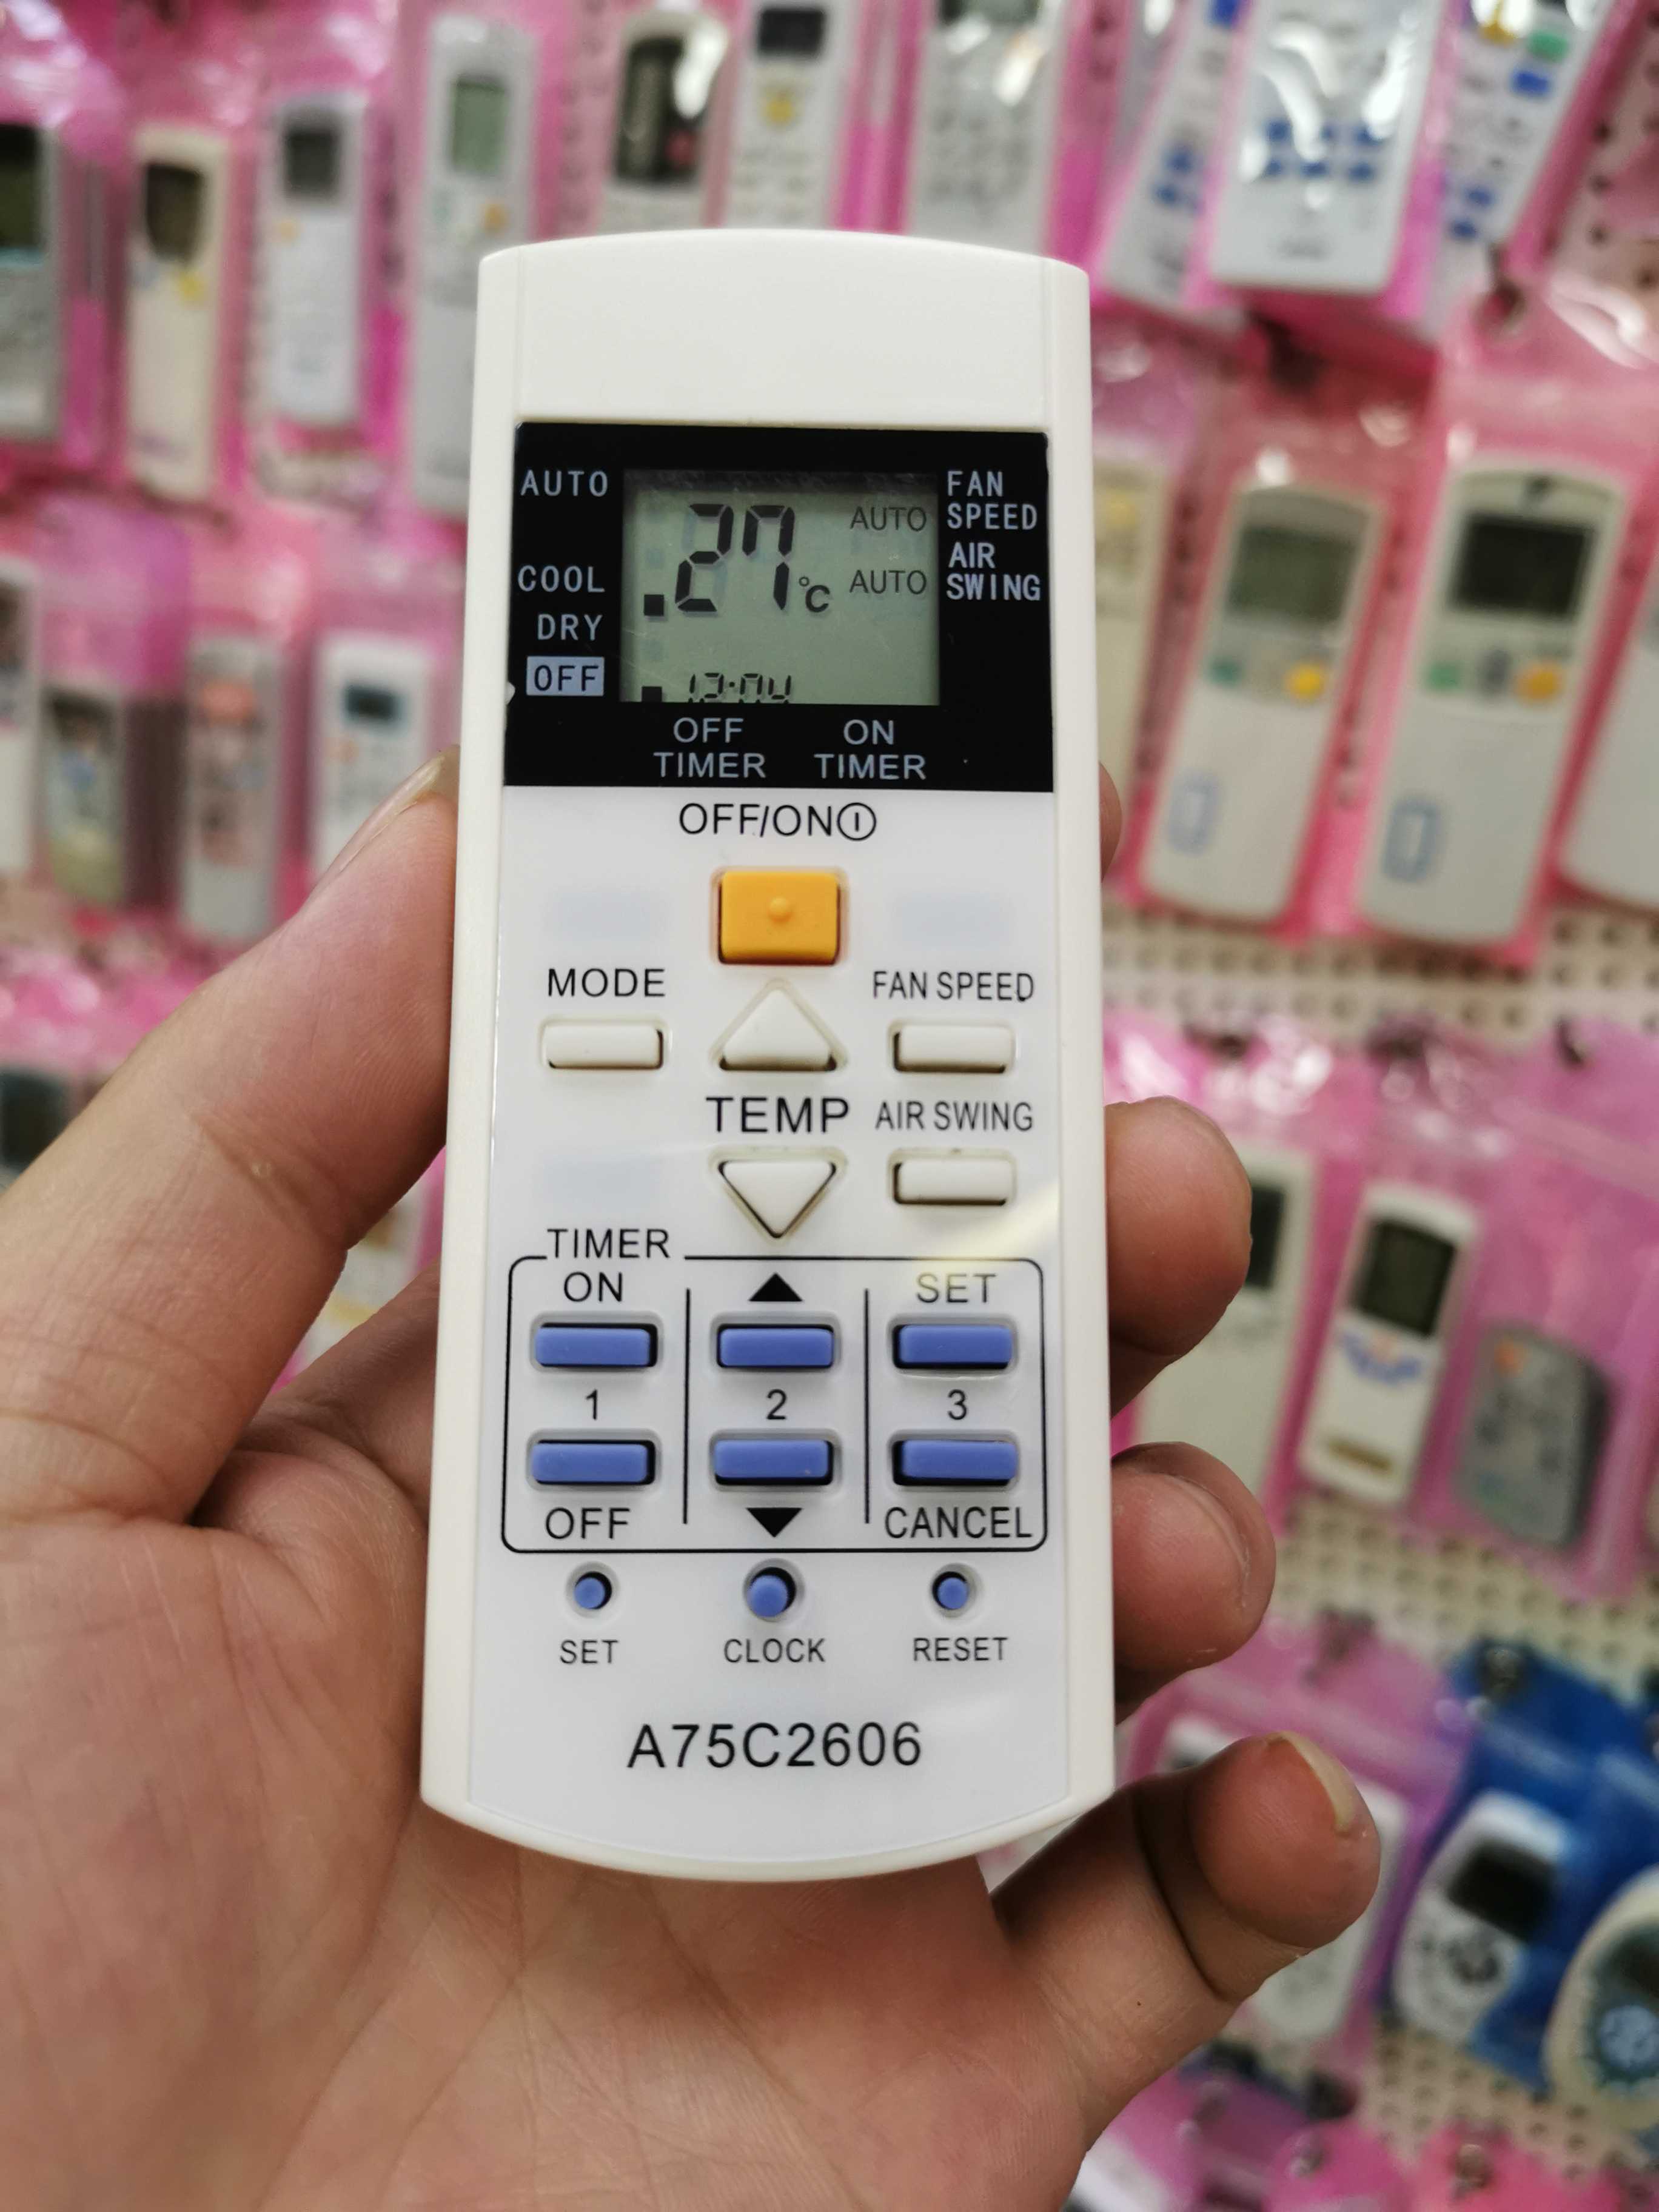 AUTO
FAN
SPEED
27°C AUTO
AIR
SWING
COOL
AUTO
DRY
OFF
12:04
OFF
TIMER
ON
TIMER
OFF/ON
MODE
FAN SPEED
TEMP
AIR SWING
TIMER
ON
▲
SET
1
2
3
OFF
▼
CANCEL
SET
CLOCK
RESET
A75C2606